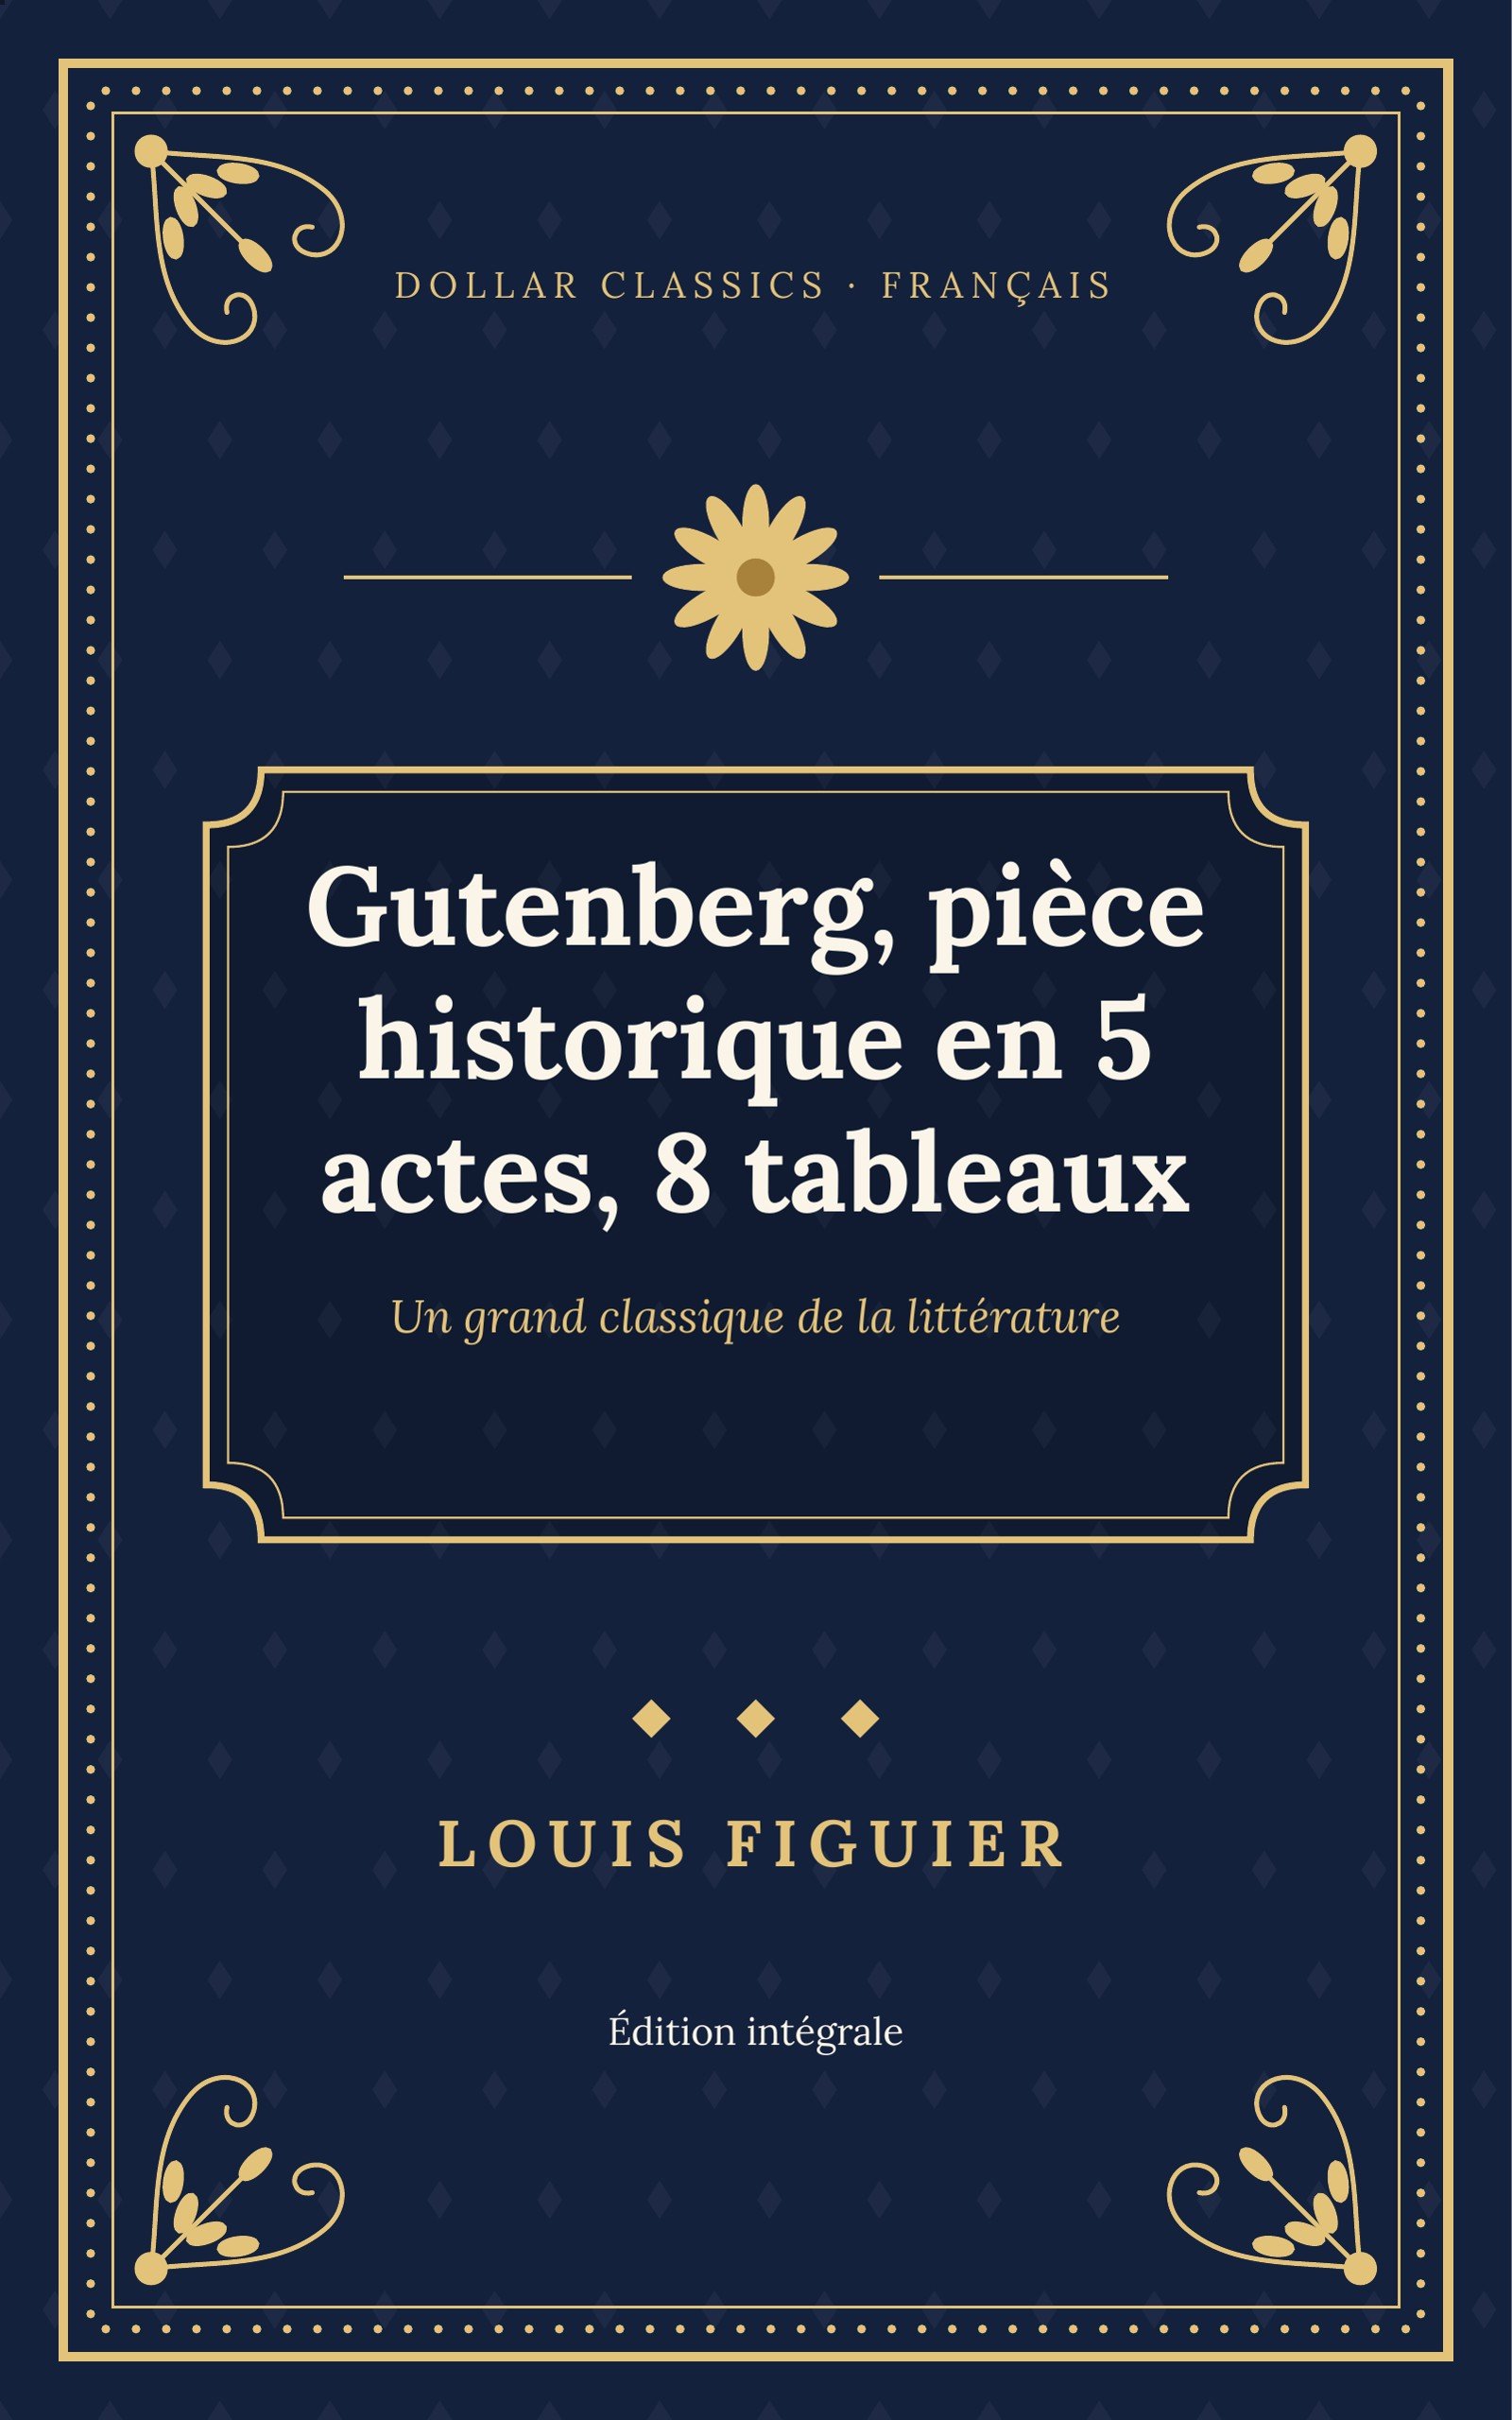 DOLLAR CLASSICS · FRANÇAIS
Gutenberg, pièce
historique en 5
actes, 8 tableaux
Un grand classique de la littérature
LOUIS FIGUIER
Édition intégrale